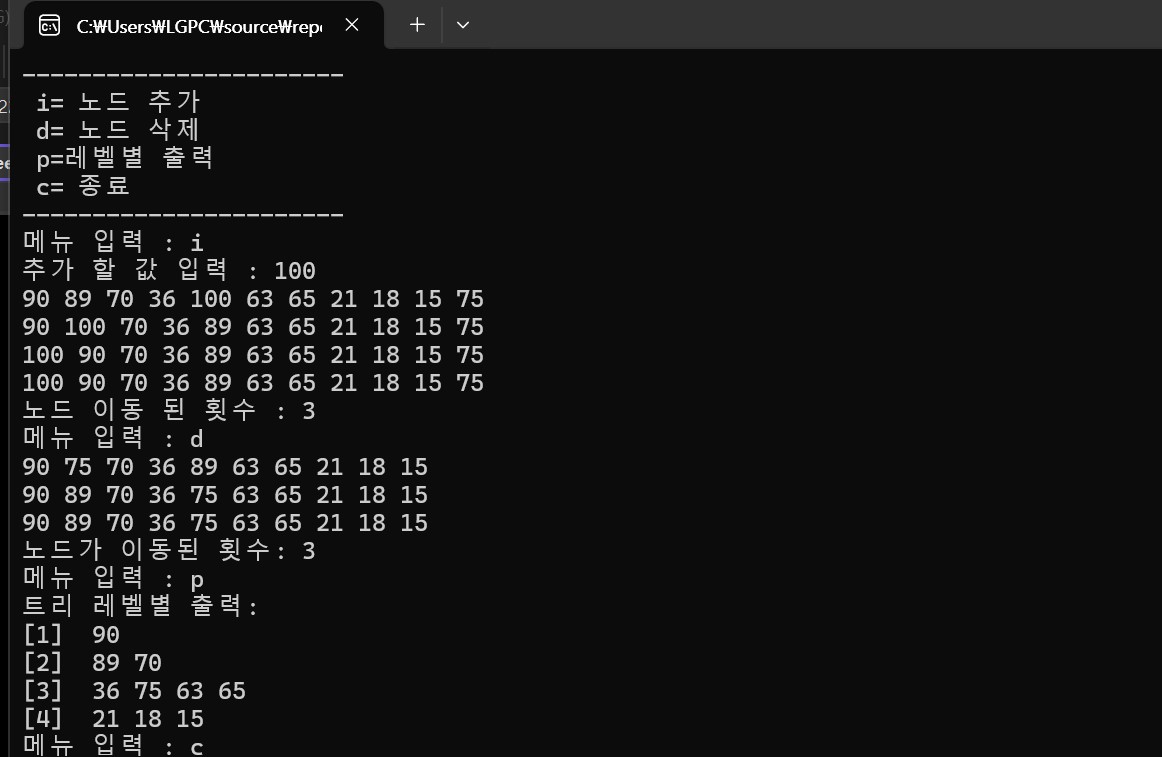 C:₩Users₩LGPC₩source₩rep
-----------------------
i= 노드 추가
d= 노드 삭제
p=레벨별 출력
c= 종료
-----------------------
메뉴 입력 : i
추가 할 값 입력 : 100
90 89 70 36 100 63 65 21 18 15 75
90 100 70 36 89 63 65 21 18 15 75
100 90 70 36 89 63 65 21 18 15 75
100 90 70 36 89 63 65 21 18 15 75
노드 이동 된 횟수 : 3
메뉴 입력 : d
90 75 70 36 89 63 65 21 18 15
90 89 70 36 75 63 65 21 18 15
90 89 70 36 75 63 65 21 18 15
노드가 이동된 횟수: 3
메뉴 입력 : p
트리 레벨별 출력:
[1] 90
[2] 89 70
[3] 36 75 63 65
[4] 21 18 15
메뉴 입력 : c